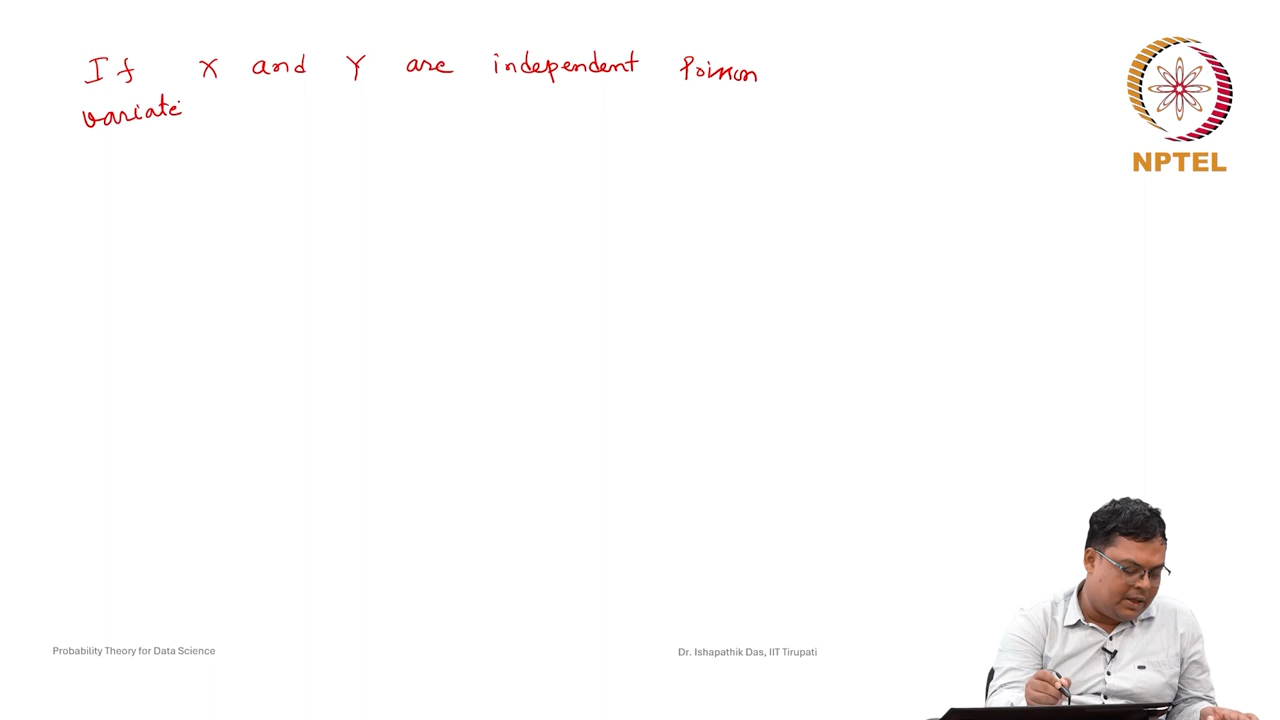 If X and Y are independent Poisson
variate
NPTEL
Probability Theory for Data Science
Dr. Ishapathik Das, IIT Tirupati